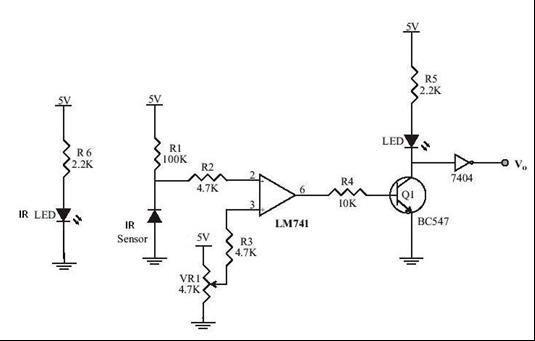 5V
R5
2.2K
LED
7404
Vo
5V
R 6
2.2K
IR LED
5V
R1
100K
R2
4.7K
IR
Sensor
2
-
3
+
6
LM741
R4
10K
Q1
BC547
5V
R3
4.7K
VR1
4.7K